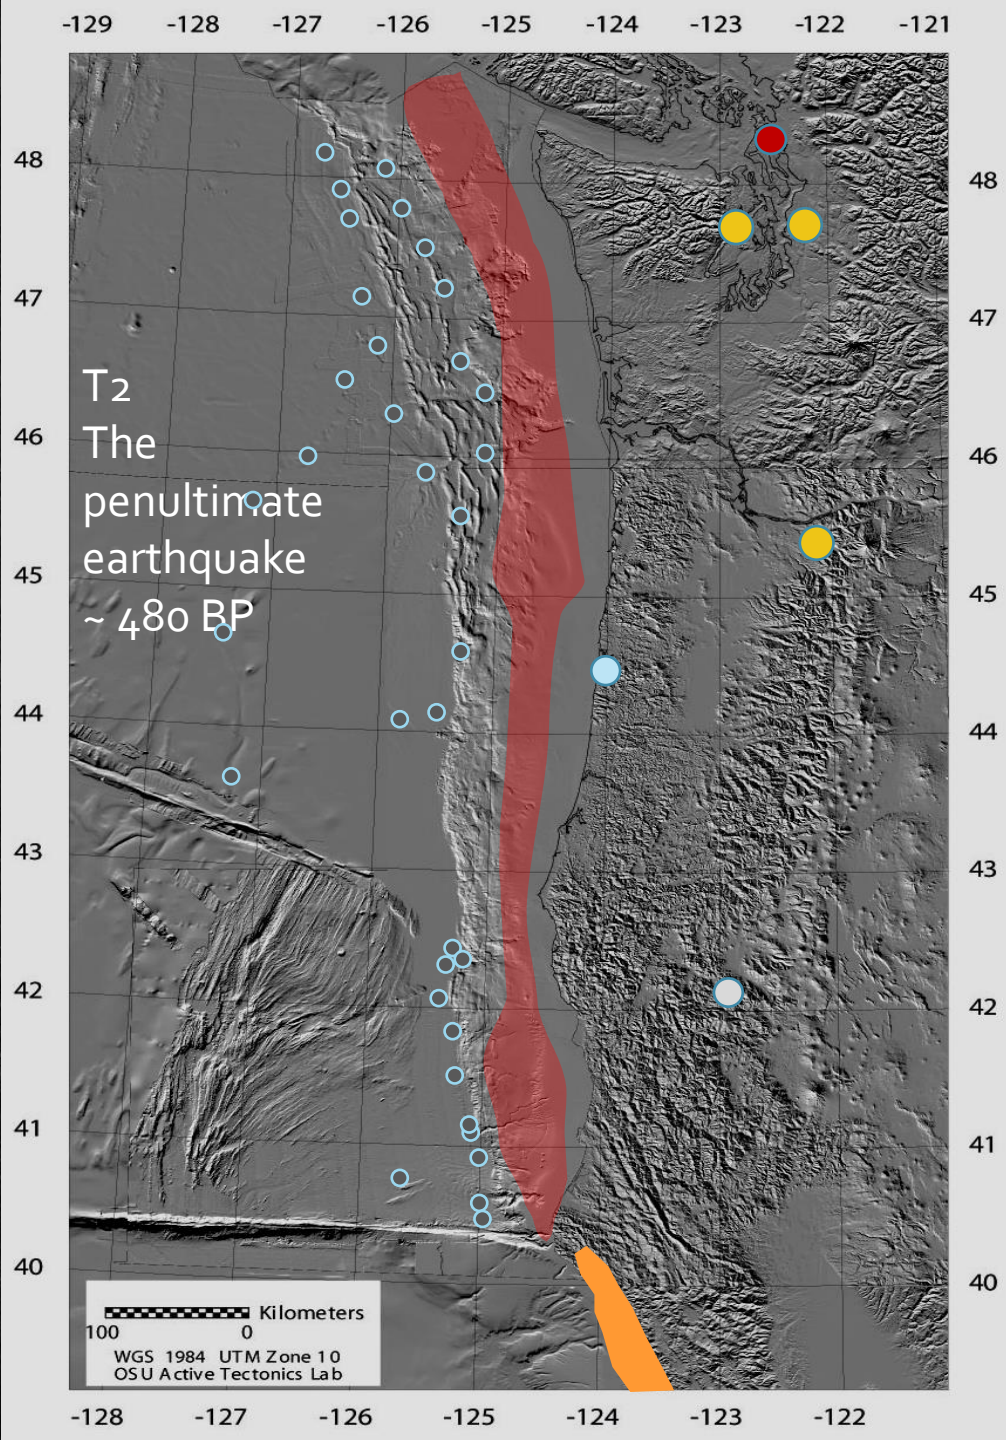 -129 -128 -127 -126 -125 -124 -123 -122 -121
48 48
47 47
T2
The
46 46
penultimate
earthquake
45 45
~ 480 BP
44 44
43 43
42 42
41 41
40 40
Kilometers
100 0
WGS 1984 UTM Zone 10
OSU Active Tectonics Lab
-128 -127 -126 -125 -124 -123 -122